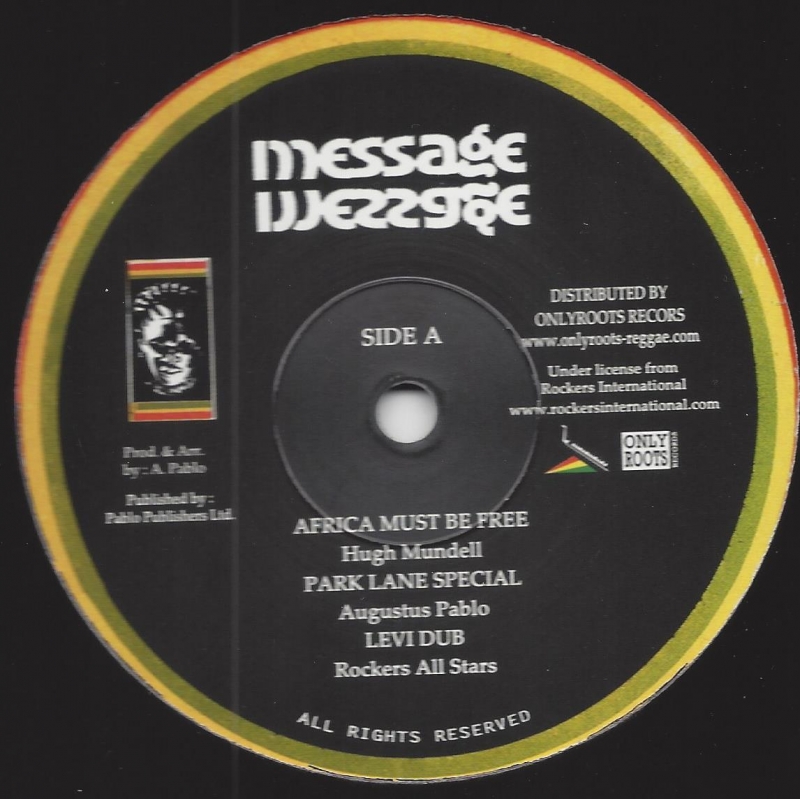 message
message
SIDE A
DISTRIBUTED BY
ONLYROOTS RECORS
www.onlyroots-reggae.com
Under license from
Rockers International
www.rockersinternational.com
ONLY
ROOTS
RECORDS
Prod. & Arr.
by : A. Pablo
Published by :
Pablo Publishers Ltd.
AFRICA MUST BE FREE
Hugh Mundell
PARK LANE SPECIAL
Augustus Pablo
LEVI DUB
Rockers All Stars
ALL RIGHTS RESERVED